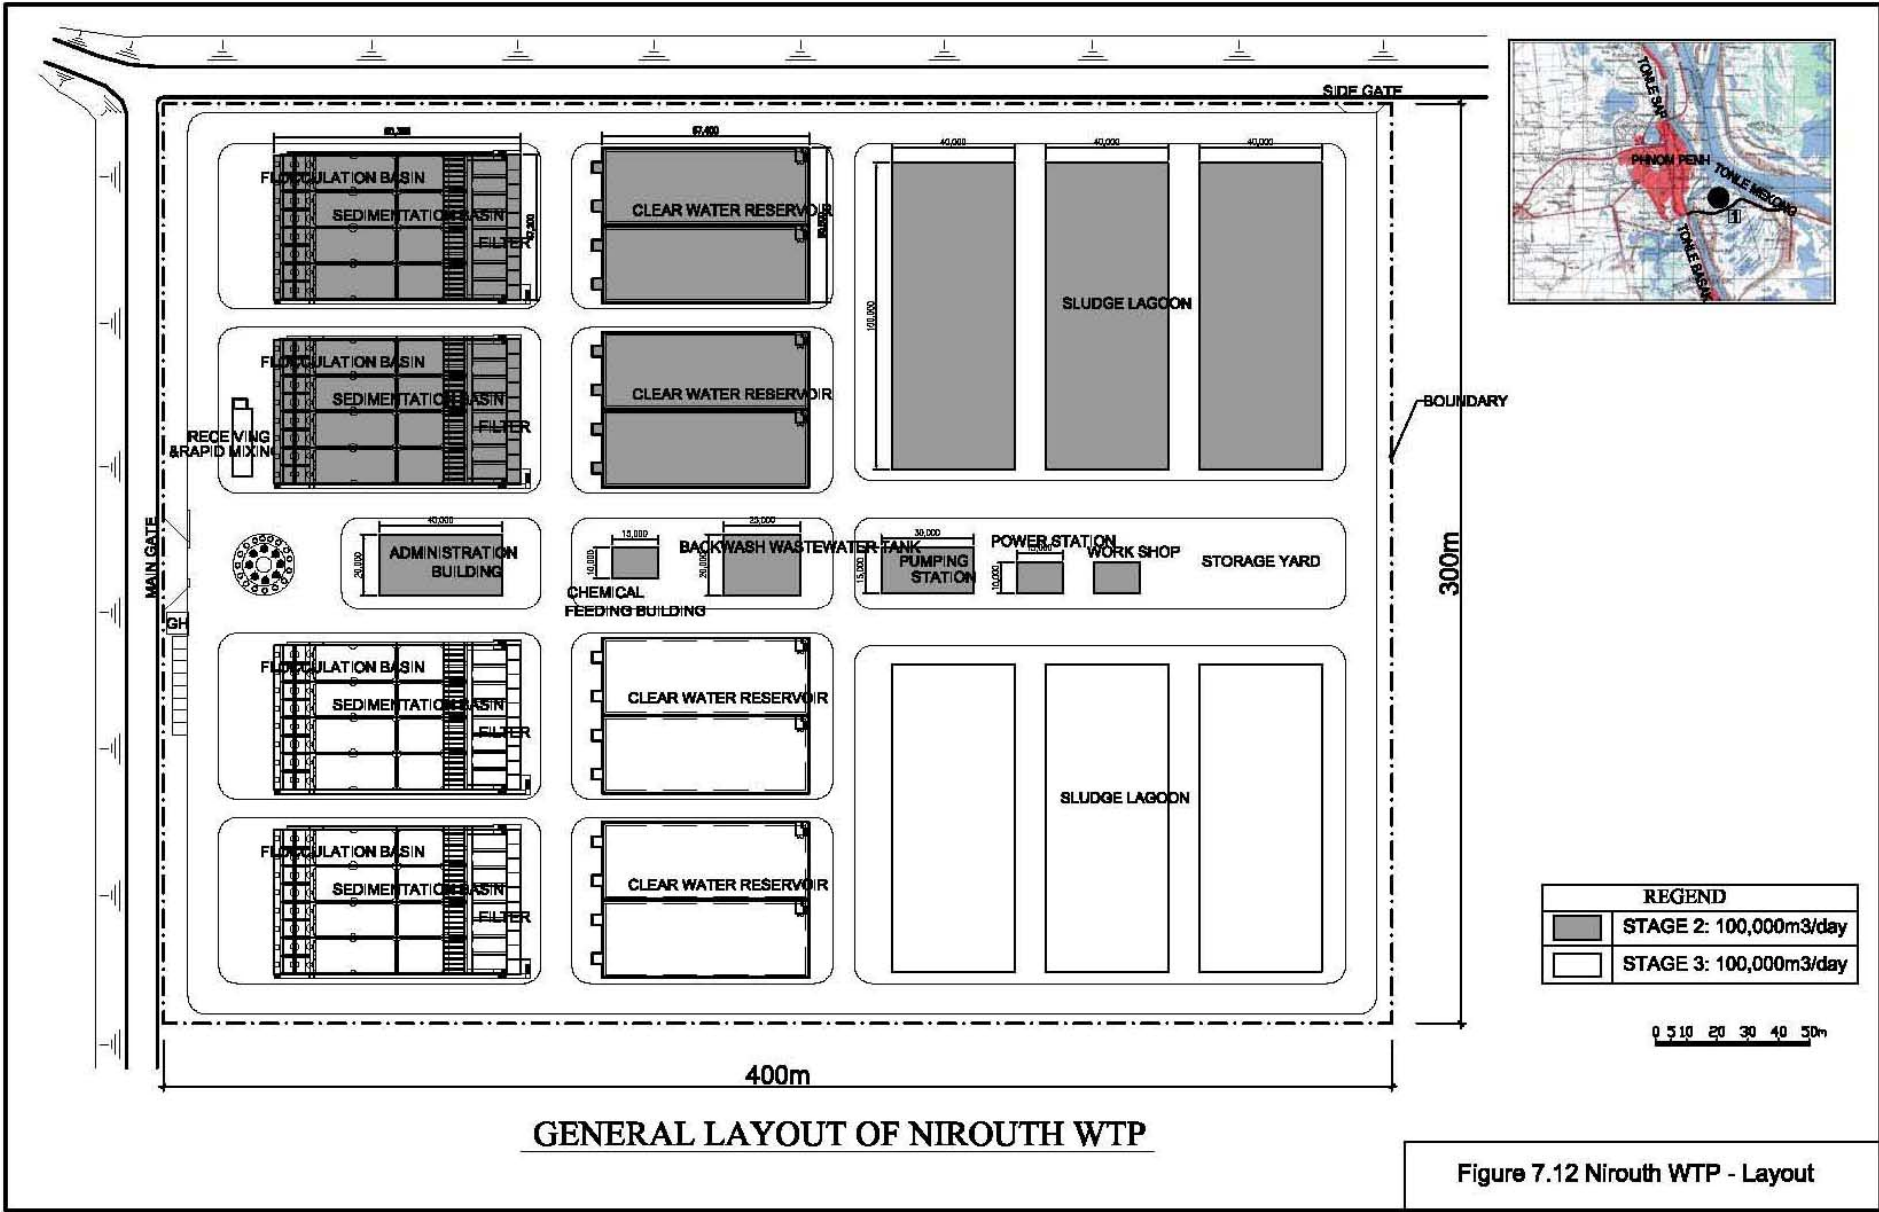 SIDE GATE
67,400
40,000
40,000
40,000
FLOCCULATION BASIN
SEDIMENTATION BASIN
FILTER
CLEAR WATER RESERVOIR
100,000
SLUDGE LAGOON
FLOCCULATION BASIN
SEDIMENTATION BASIN
FILTER
CLEAR WATER RESERVOIR
RECEIVING
&RAPID MIXING
BOUNDARY
MAIN GATE
GH
40,000
20,000
ADMINISTRATION
BUILDING
15,000
10,000
CHEMICAL
FEEDING BUILDING
25,000
20,000
BACKWASH WASTEWATER TANK
30,000
15,000
PUMPING
STATION
POWER STATION
15,000
10,000
WORK SHOP
STORAGE YARD
300m
FLOCCULATION BASIN
SEDIMENTATION BASIN
FILTER
CLEAR WATER RESERVOIR
SLUDGE LAGOON
FLOCCULATION BASIN
SEDIMENTATION BASIN
FILTER
CLEAR WATER RESERVOIR
400m
TONLE SAP
PHNOM PENH
TONLE MEKONG
1
TONLE BASAK
REGEND
STAGE 2: 100,000m3/day
STAGE 3: 100,000m3/day
0 5 10 20 30 40 50m
GENERAL LAYOUT OF NIROUTH WTP
Figure 7.12 Nirouth WTP - Layout